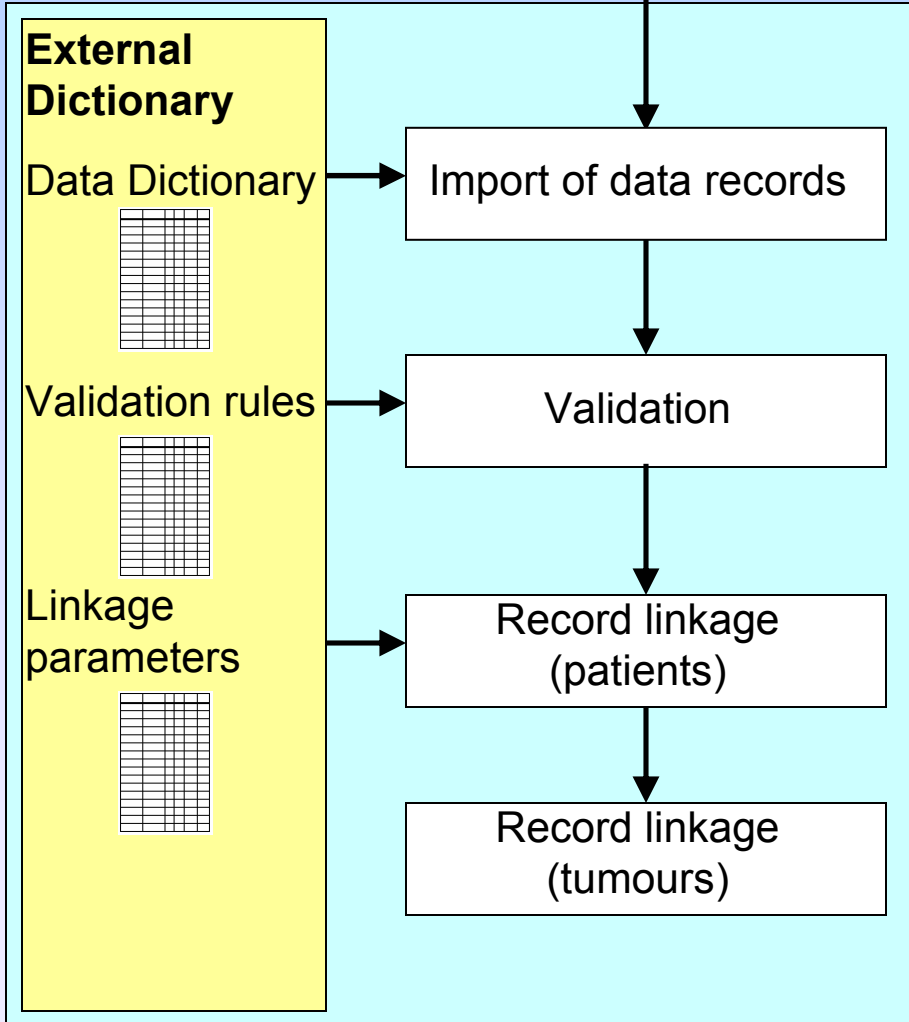 External
Dictionary
Data Dictionary
Import of data records
Validation rules
Validation
Linkage
parameters
Record linkage
(patients)
Record linkage
(tumours)